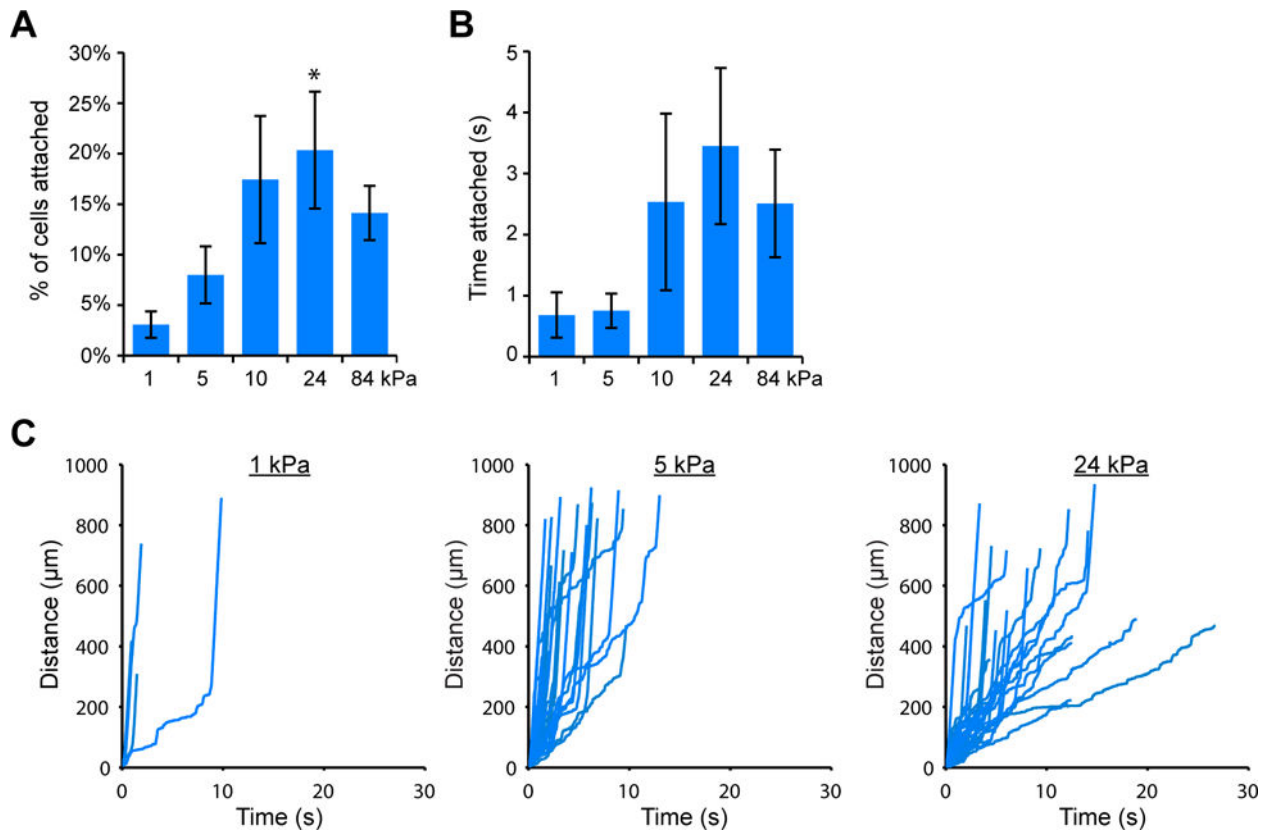 A
% of cells attached
30%
25%
20%
15%
10%
5%
0%
*
1 5 10 24 84 kPa
B
Time attached (s)
5
4
3
2
1
0
1 5 10 24 84 kPa
C
1 kPa
Distance (µm)
1000
800
600
400
200
0
0 10 20 30
Time (s)
5 kPa
Distance (µm)
1000
800
600
400
200
0
0 10 20 30
Time (s)
24 kPa
Distance (µm)
1000
800
600
400
200
0
0 10 20 30
Time (s)